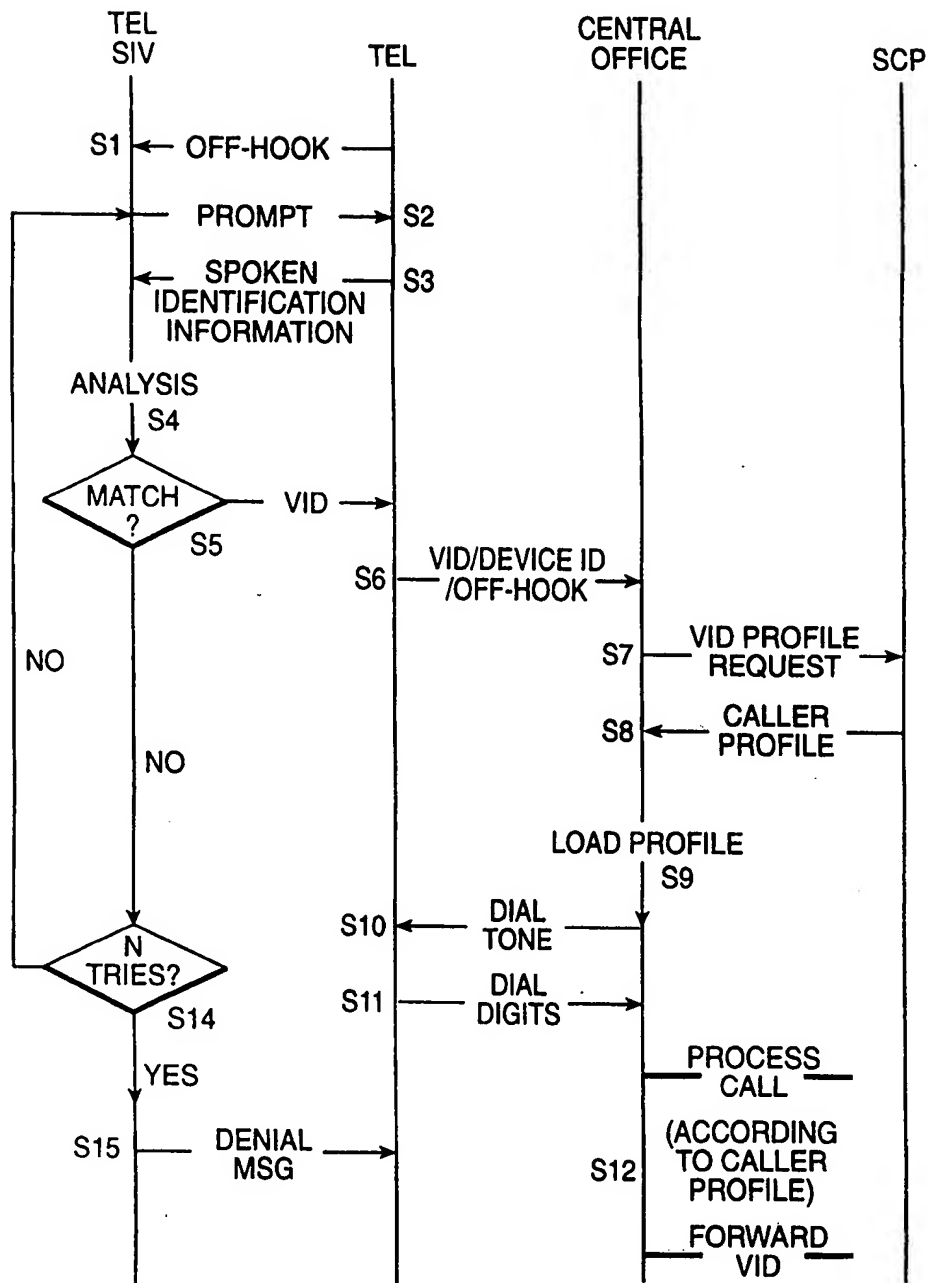 TEL
SIV
TEL
CENTRAL
OFFICE
SCP
S1
OFF-HOOK
PROMPT
S2
SPOKEN
IDENTIFICATION
INFORMATION
S3
ANALYSIS
S4
MATCH
?
S5
VID
S6
VID/DEVICE ID
/OFF-HOOK
S7
VID PROFILE
REQUEST
S8
CALLER
PROFILE
NO
NO
LOAD PROFILE
S9
S10
DIAL
TONE
N
TRIES?
S14
S11
DIAL
DIGITS
YES
PROCESS
CALL
S15
DENIAL
MSG
S12
(ACCORDING
TO CALLER
PROFILE)
FORWARD
VID